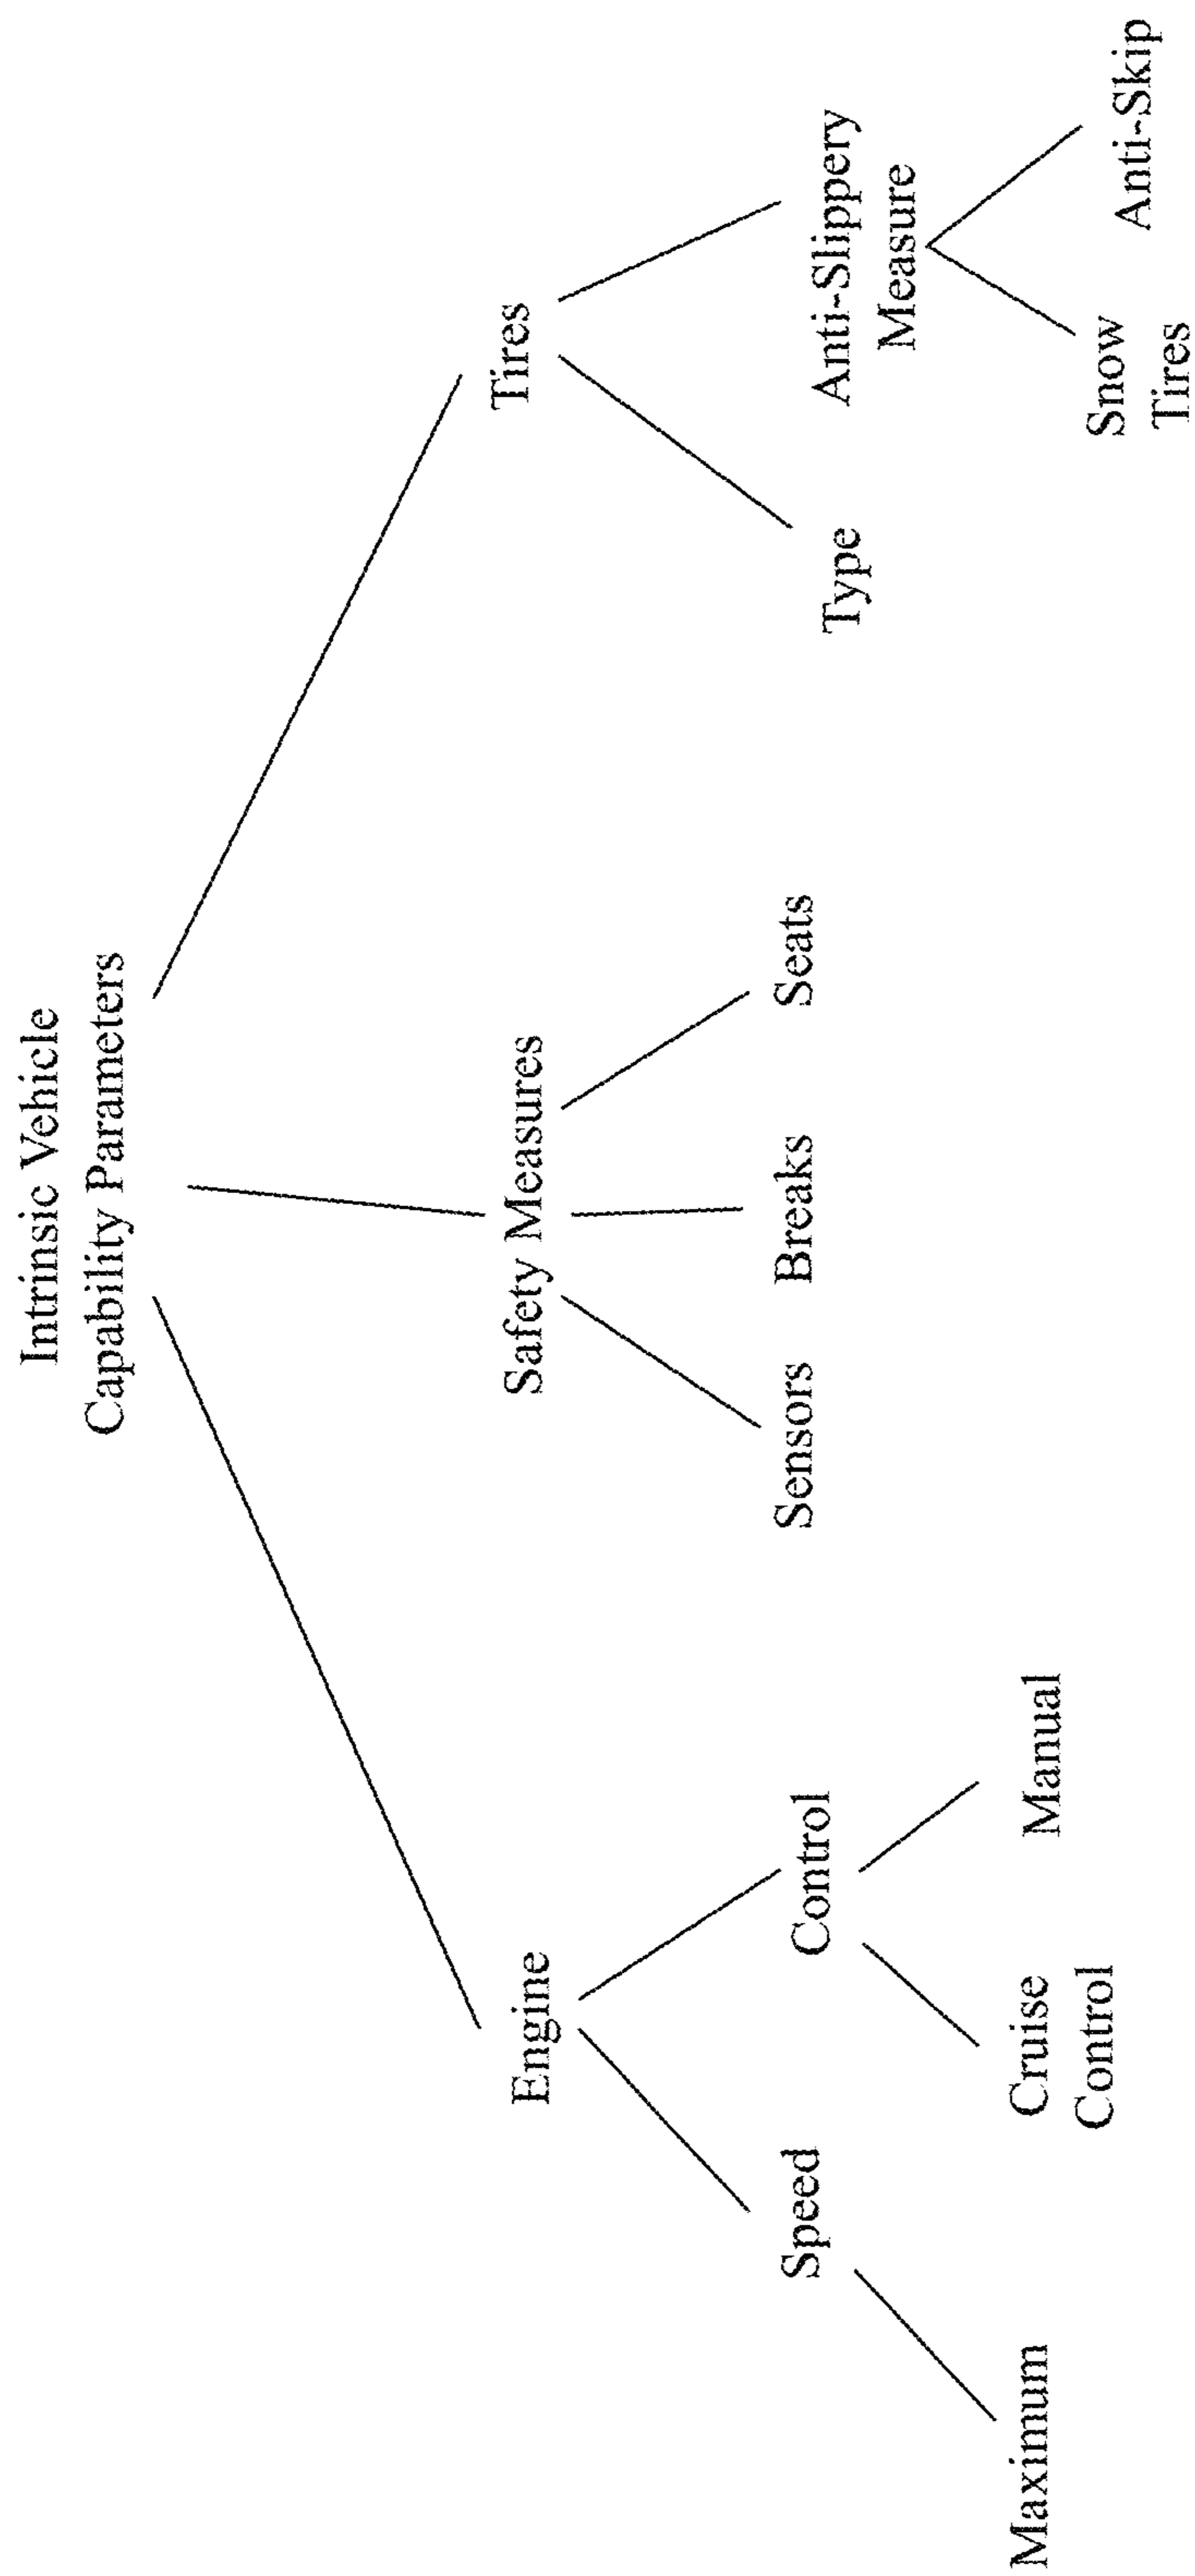 Intrinsic Vehicle
Capability Parameters
Engine
Safety Measures
Tires
Speed
Control
Sensors
Breaks
Seats
Type
Anti-Slippery
Measure
Maximum
Cruise
Control
Manual
Snow
Tires
Anti-Skip